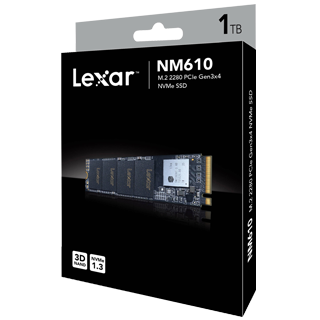 1TB
Lexar
NM610
M.2 2280 PCIe Gen3x4
NVMe SSD
3D
NAND
NVMe
1.3
NM610
M.2 2280 PCIe Gen3x4 NVMe SSD